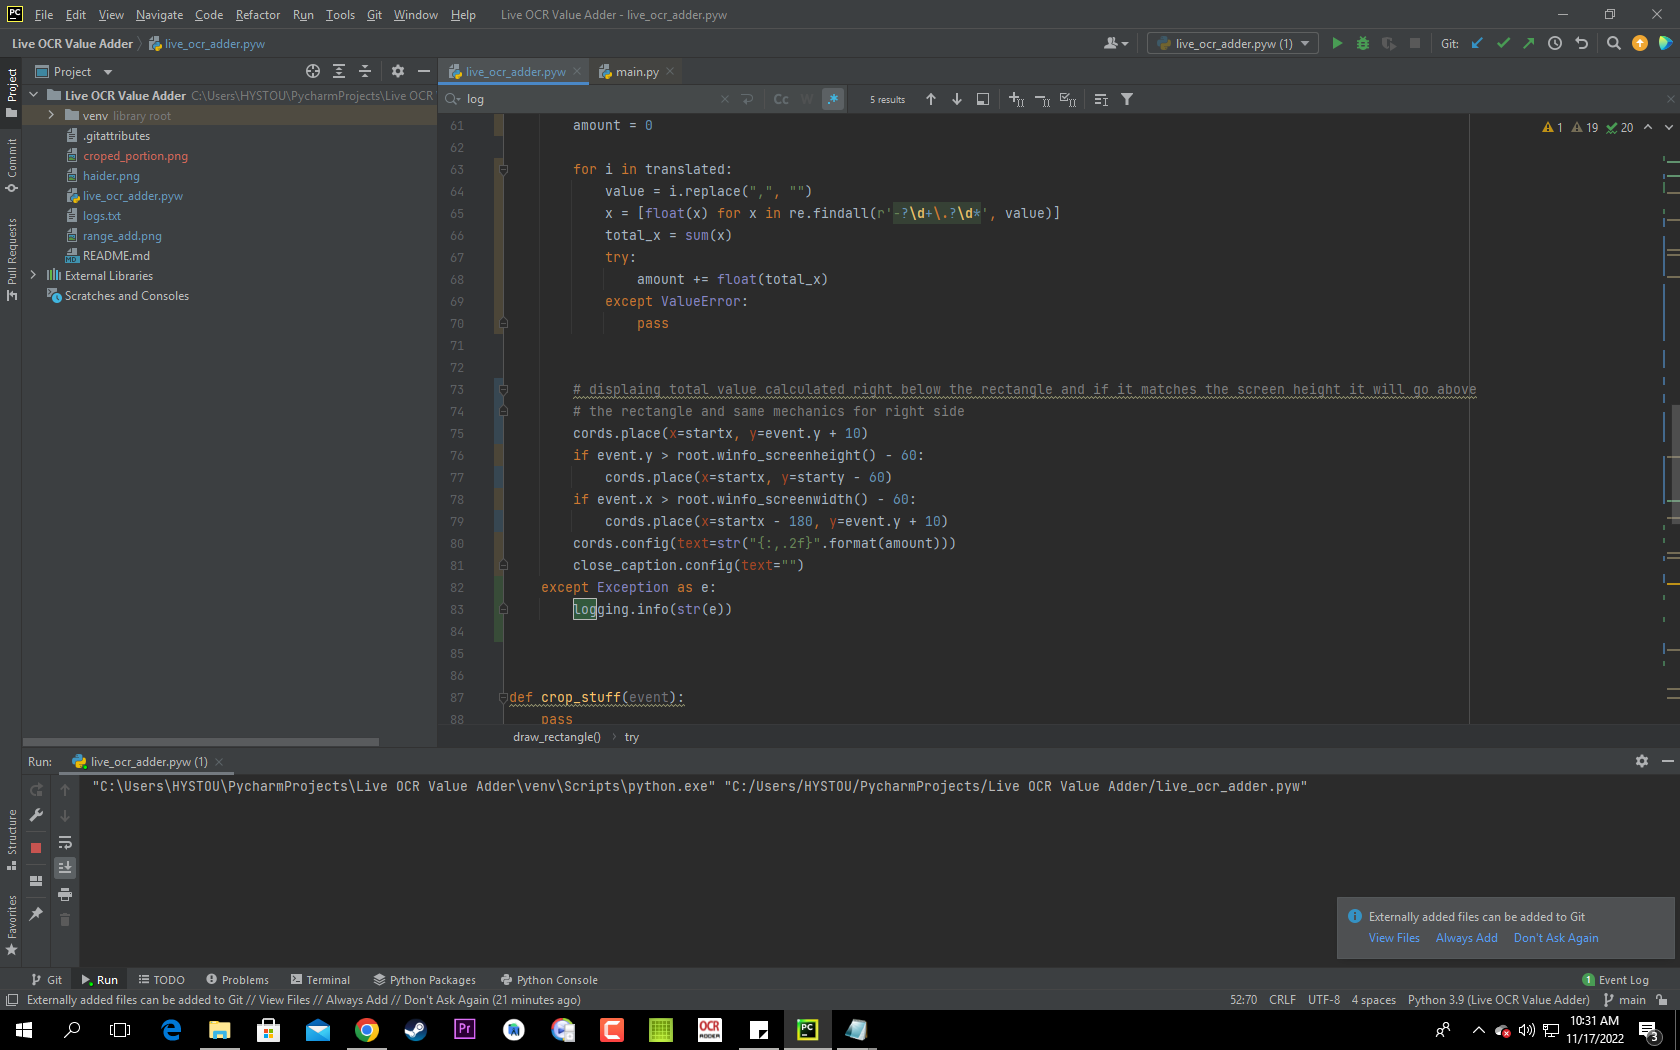 File Edit View Navigate Code Refactor Run Tools Git Window Help Live OCR Value Adder - live_ocr_adder.pyw
Live OCR Value Adder live_ocr_adder.pyw live_ocr_adder.pyw (1) Git:
Project live_ocr_adder.pyw main.py
log Cc W .* 5 results
Live OCR Value Adder C:\Users\HYSTOU\PycharmProjects\Live OCR
venv library root
.gitattributes
croped_portion.png
haider.png
live_ocr_adder.pyw
logs.txt
range_add.png
README.md
External Libraries
Scratches and Consoles
Project
Commit
Pull Requests
1 19 20
61 amount = 0
62
63 for i in translated:
64 value = i.replace(",", "")
65 x = [float(x) for x in re.findall(r'-?\d+\.?\d*', value)]
66 total_x = sum(x)
67 try:
68 amount += float(total_x)
69 except ValueError:
70 pass
71
72
73 # displaing total value calculated right below the rectangle and if it matches the screen height it will go above
74 # the rectangle and same mechanics for right side
75 cords.place(x=startx, y=event.y + 10)
76 if event.y > root.winfo_screenheight() - 60:
77 cords.place(x=startx, y=starty - 60)
78 if event.x > root.winfo_screenwidth() - 60:
79 cords.place(x=startx - 180, y=event.y + 10)
80 cords.config(text=str("{:,.2f}".format(amount)))
81 close_caption.config(text="")
82 except Exception as e:
83 logging.info(str(e))
84
85
86
87 def crop_stuff(event):
88 pass
draw_rectangle() try
Run: live_ocr_adder.pyw (1)
"C:\Users\HYSTOU\PycharmProjects\Live OCR Value Adder\venv\Scripts\python.exe" "C:/Users/HYSTOU/PycharmProjects/Live OCR Value Adder/live_ocr_adder.pyw"
Structure
Favorites
Externally added files can be added to Git
View Files Always Add Don't Ask Again
Git Run TODO Problems Terminal Python Packages Python Console 1 Event Log
Externally added files can be added to Git // View Files // Always Add // Don't Ask Again (21 minutes ago) 52:70 CRLF UTF-8 4 spaces Python 3.9 (Live OCR Value Adder) main
Pr OCR ADDER PC 10:31 AM
11/17/2022 3